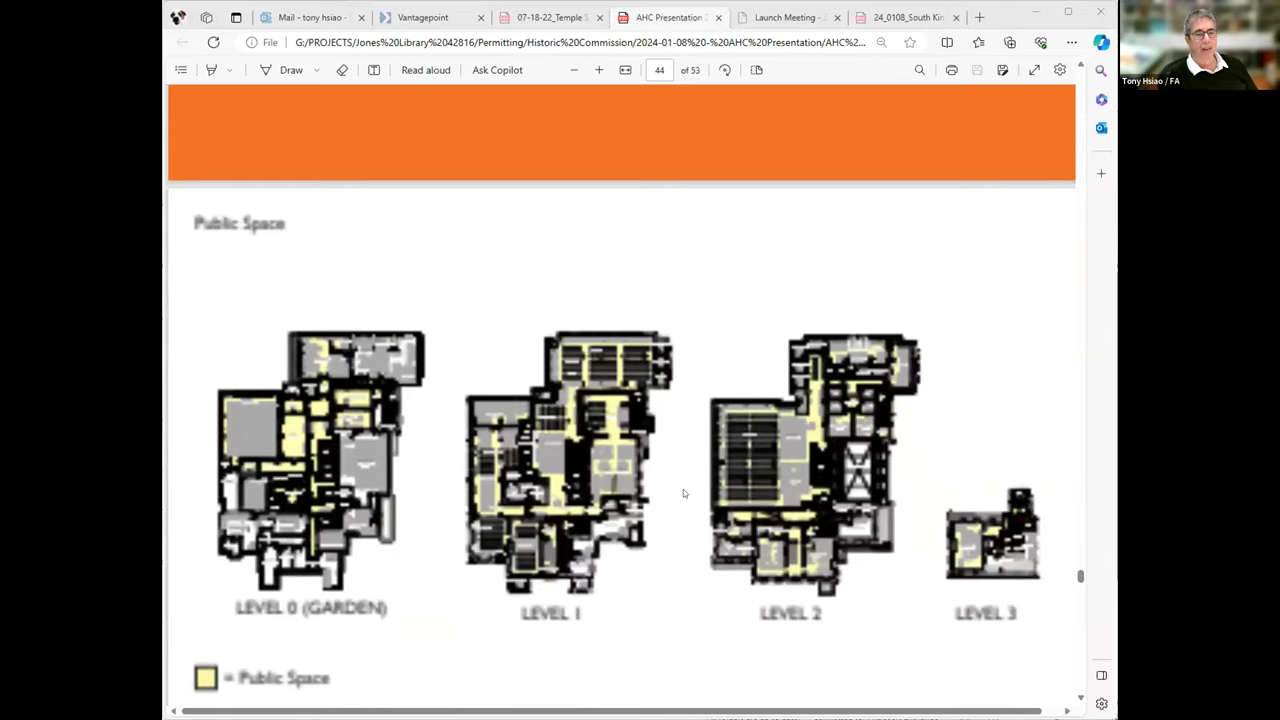 Mail - tony hsiao -
Vantagepoint
07-18-22_Temple S
AHC Presentation 2
Launch Meeting - Z
24_0108_South Kin
File
G:/PROJECTS/Jones%20Library%2042816/Permitting/Historic%20Commission/2024-01-08%20-%20AHC%20Presentation/AHC%2...
Draw
Read aloud
Ask Copilot
44 of 53
Tony Hsiao / FA
Public Space
LEVEL 0 (GARDEN)
LEVEL 1
LEVEL 2
LEVEL 3
= Public Space